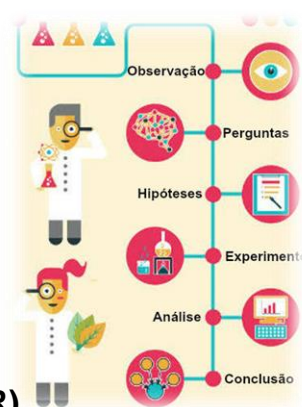 Observação
Perguntas
Hipóteses
Experimento
Análise
Conclusão
R)